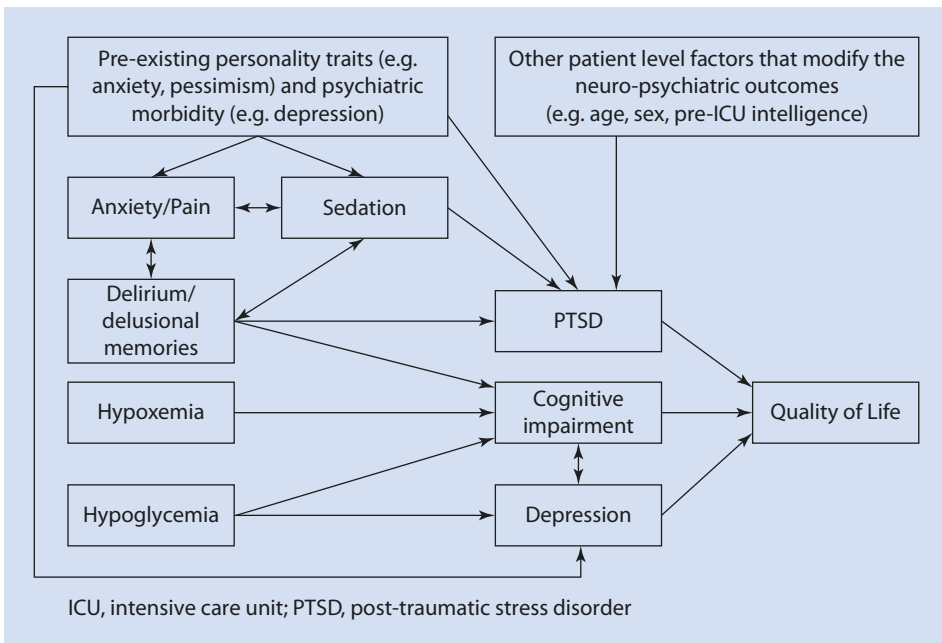 Pre-existing personality traits (e.g.
anxiety, pessimism) and psychiatric
morbidity (e.g. depression)
Other patient level factors that modify the
neuro-psychiatric outcomes
(e.g. age, sex, pre-ICU intelligence)
Anxiety/Pain
Sedation
Delirium/
delusional
memories
PTSD
Hypoxemia
Cognitive
impairment
Quality of Life
Hypoglycemia
Depression
ICU, intensive care unit; PTSD, post-traumatic stress disorder